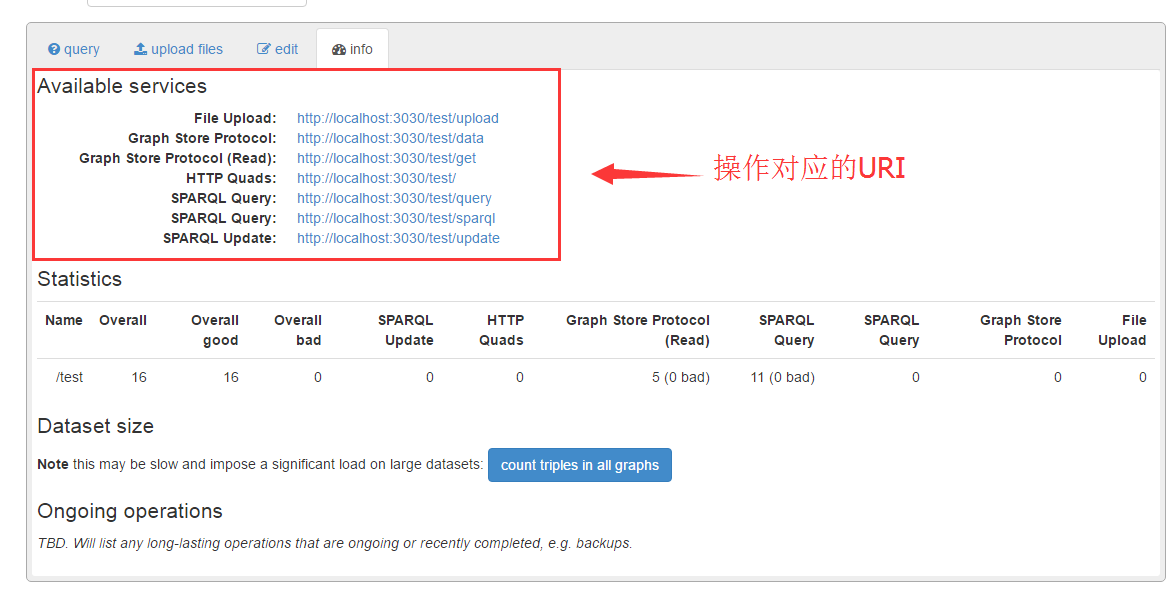 query upload files edit info
Available services
File Upload: http://localhost:3030/test/upload
Graph Store Protocol: http://localhost:3030/test/data
Graph Store Protocol (Read): http://localhost:3030/test/get
HTTP Quads: http://localhost:3030/test/
SPARQL Query: http://localhost:3030/test/query
SPARQL Query: http://localhost:3030/test/sparql
SPARQL Update: http://localhost:3030/test/update
操作对应的URI
Statistics
Name Overall Overall good Overall bad SPARQL Update HTTP Quads Graph Store Protocol (Read) SPARQL Query SPARQL Query Graph Store Protocol File Upload
/test 16 16 0 0 0 5 (0 bad) 11 (0 bad) 0 0 0
Dataset size
Note this may be slow and impose a significant load on large datasets: count triples in all graphs
Ongoing operations
TBD. Will list any long-lasting operations that are ongoing or recently completed, e.g. backups.